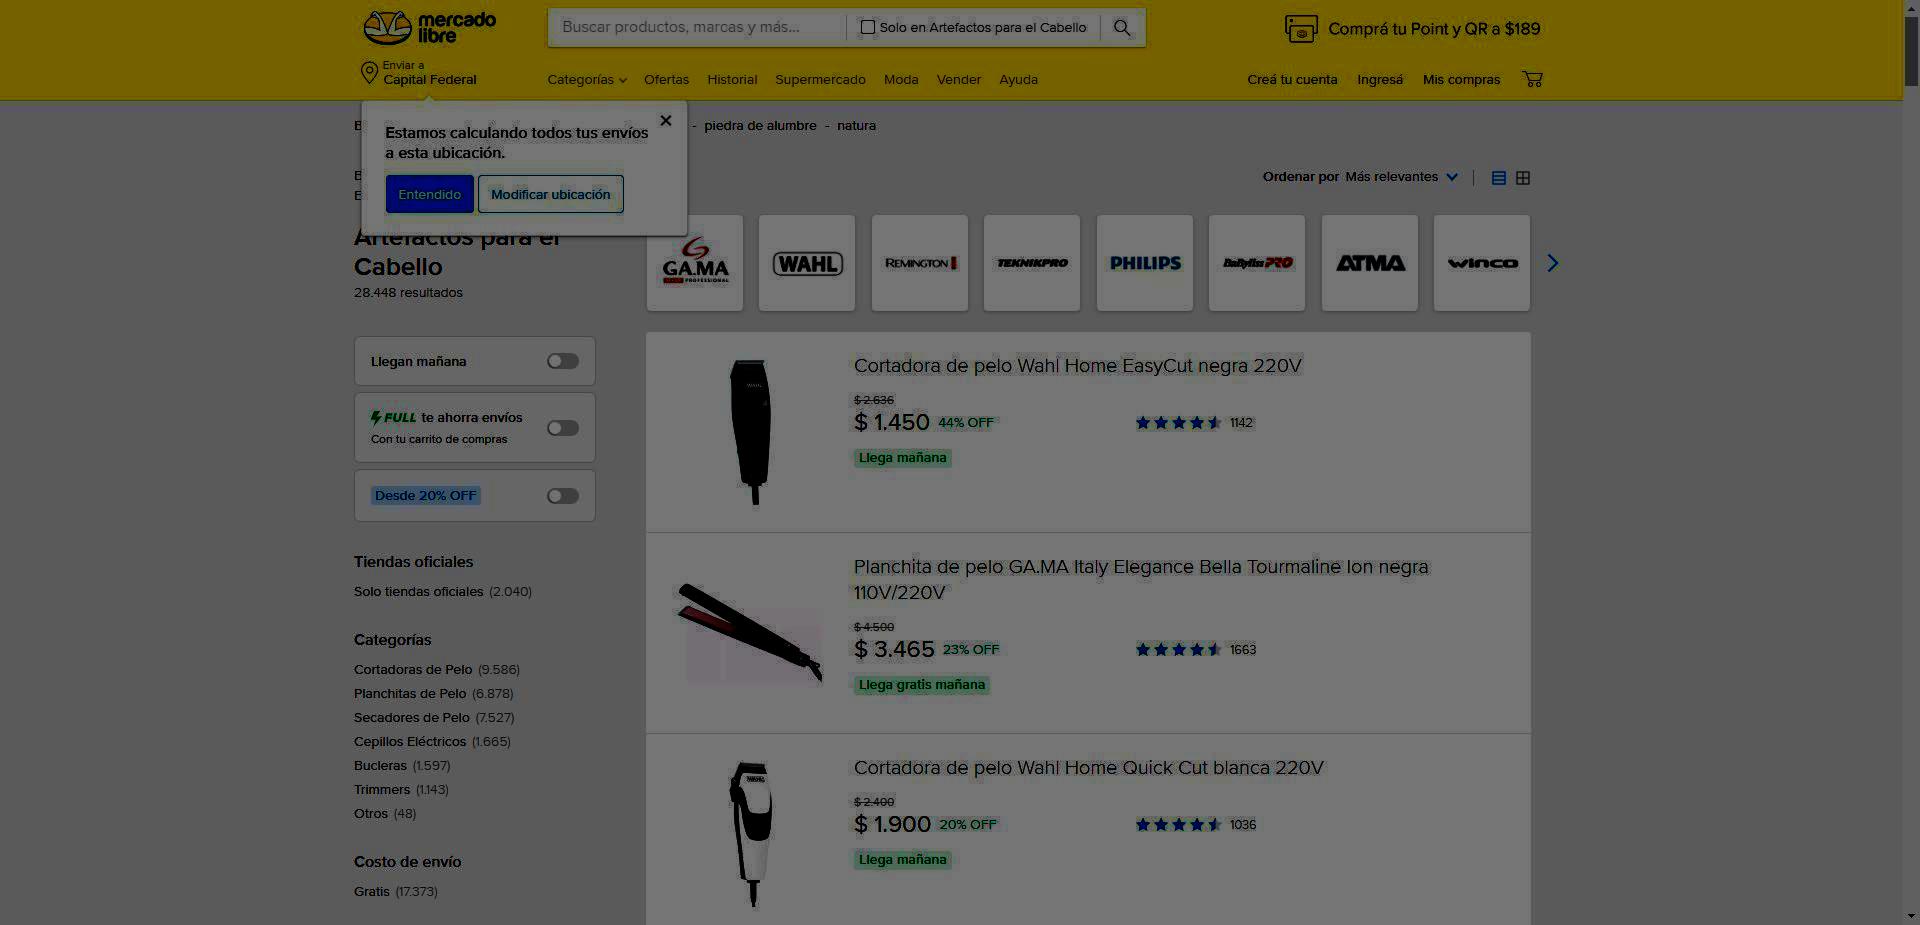 mercado
libre
Buscar productos, marcas y más...
Solo en Artefactos para el Cabello
Comprá tu Point y QR a $189
Enviar a
Capital Federal
Categorías
Ofertas
Historial
Supermercado
Moda
Vender
Ayuda
Creá tu cuenta
Ingresá
Mis compras
- piedra de alumbre - natura
Estamos calculando todos tus envíos
a esta ubicación.
Entendido
Modificar ubicación
Ordenar por Más relevantes
Artefactos para el
Cabello
28.448 resultados
GA.MA
PROFESSIONAL
WAHL
REMINGTON
TEKNIKPRO
PHILIPS
BaBylissPRO
ATMA
winco
Llegan mañana
FULL te ahorra envíos
Con tu carrito de compras
Desde 20% OFF
Tiendas oficiales
Solo tiendas oficiales (2.040)
Categorías
Cortadoras de Pelo (9.586)
Planchitas de Pelo (6.878)
Secadores de Pelo (7.527)
Cepillos Eléctricos (1.665)
Bucleras (1.597)
Trimmers (1.143)
Otros (48)
Costo de envío
Gratis (17.373)
Cortadora de pelo Wahl Home EasyCut negra 220V
$ 2.636
$ 1.450 44% OFF
1142
Llega mañana
Planchita de pelo GA.MA Italy Elegance Bella Tourmaline Ion negra
110V/220V
$ 4.500
$ 3.465 23% OFF
1663
Llega gratis mañana
Cortadora de pelo Wahl Home Quick Cut blanca 220V
$ 2.400
$ 1.900 20% OFF
1036
Llega mañana